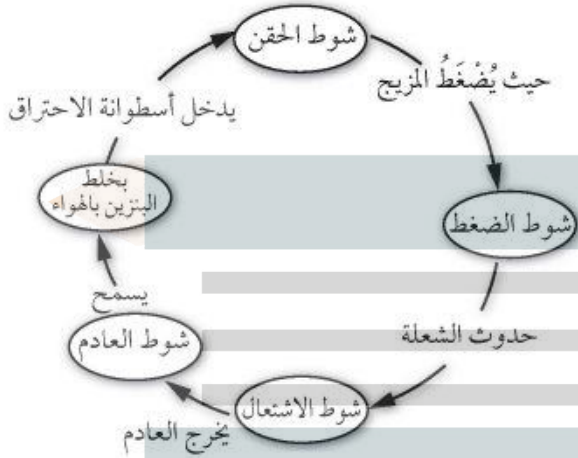 شوط الحقن
حيث يُضْغَطُ المزيج
شوط الضغط
حدوث الشعلة
شوط الاشتعال
يخرج العادم
شوط العادم
يسمح
بخلط
البنزين بالهواء
يدخل أسطوانة الاحتراق